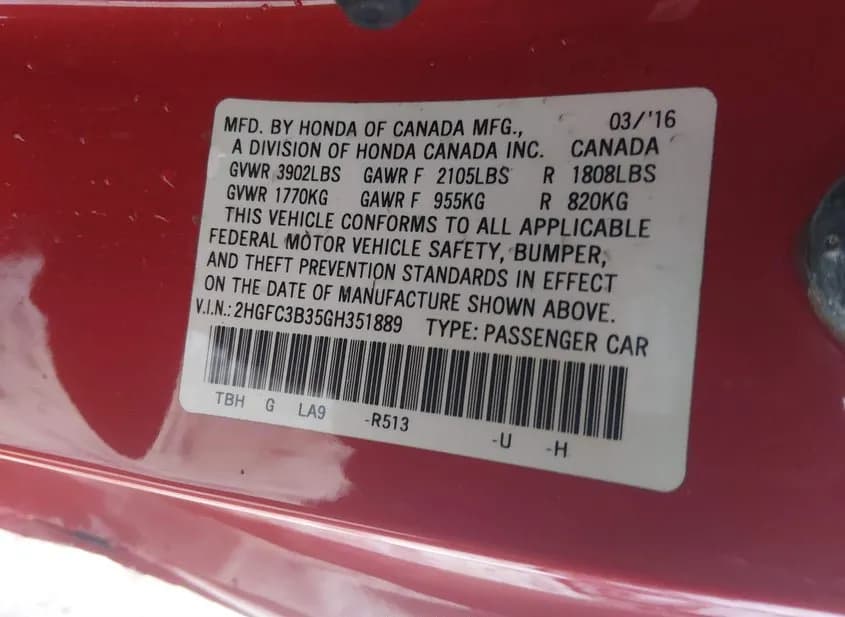 MFD. BY HONDA OF CANADA MFG., 03/'16
A DIVISION OF HONDA CANADA INC. CANADA
GVWR 3902LBS GAWR F 2105LBS R 1808LBS
GVWR 1770KG GAWR F 955KG R 820KG
THIS VEHICLE CONFORMS TO ALL APPLICABLE
FEDERAL MOTOR VEHICLE SAFETY, BUMPER,
AND THEFT PREVENTION STANDARDS IN EFFECT
ON THE DATE OF MANUFACTURE SHOWN ABOVE.
V.I.N.: 2HGFC3B35GH351889 TYPE: PASSENGER CAR
TBH G LA9 -R513 -U -H